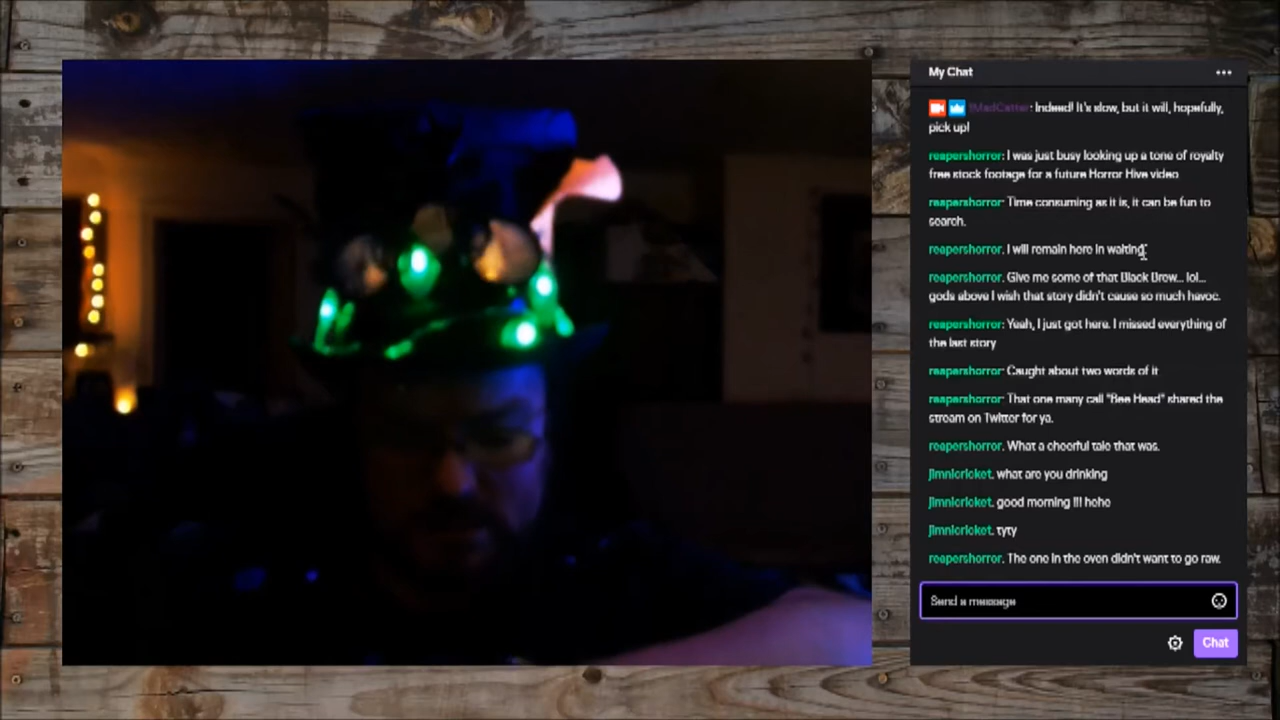 My Chat
!MadCatter: Indeed! It's slow, but it will, hopefully,
pick up!
reapershorror: I was just busy looking up a tone of royalty
free stock footage for a future Horror Hive video
reapershorror: Time consuming as it is, it can be fun to
search.
reapershorror: I will remain here in waiting.
reapershorror: Give me some of that Black Brew... lol...
gods above I wish that story didn't cause so much havoc.
reapershorror: Yeah, I just got here. I missed everything of
the last story
reapershorror: Caught about two words of it
reapershorror: That one many call "Bee Head" shared the
stream on Twitter for ya.
reapershorror: What a cheerful tale that was.
jimnicricket: what are you drinking
jimnicricket: good morning !!! hehe
jimnicricket: tyty
reapershorror: The one in the oven didn't want to go raw.
Send a message
Chat